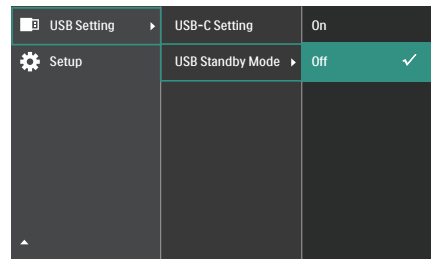 USB Setting
USB-C Setting
On
Setup
USB Standby Mode
Off